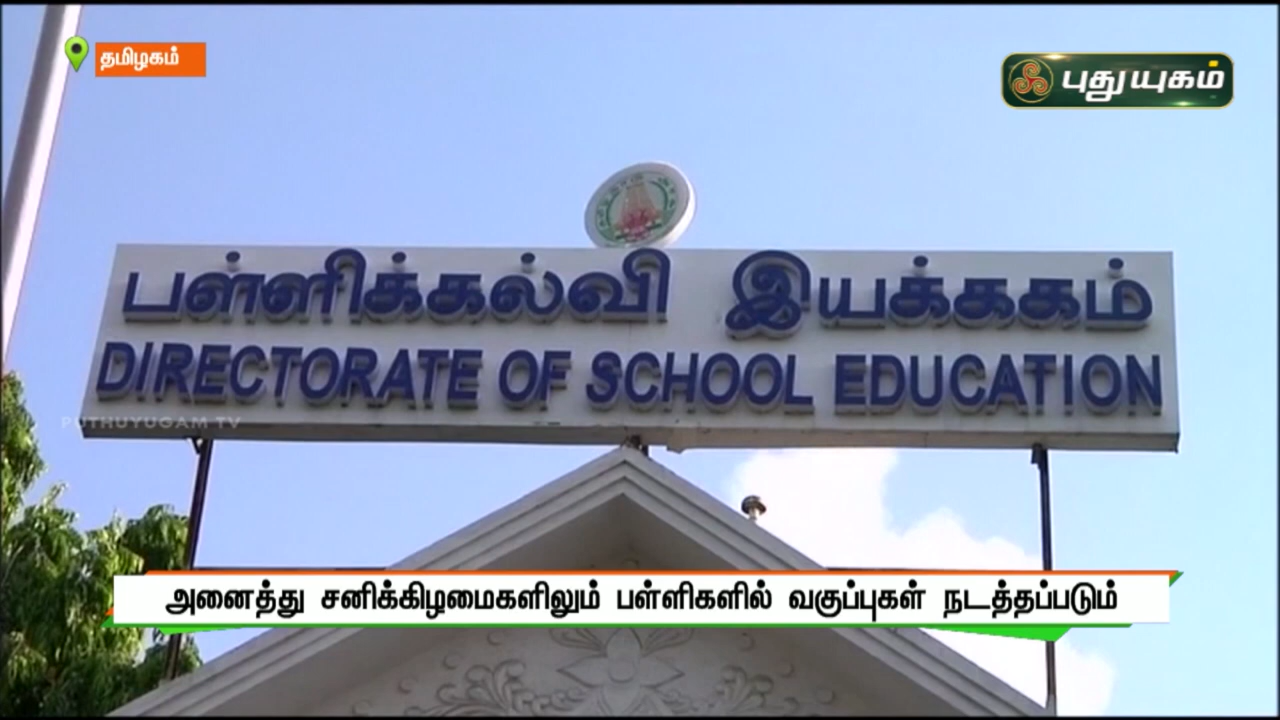 தமிழகம்
புதுயுகம்
பள்ளிக்கல்வி இயக்ககம்
DIRECTORATE OF SCHOOL EDUCATION
PUTHUYUGAM TV
அனைத்து சனிக்கிழமைகளிலும் பள்ளிகளில் வகுப்புகள் நடத்தப்படும்